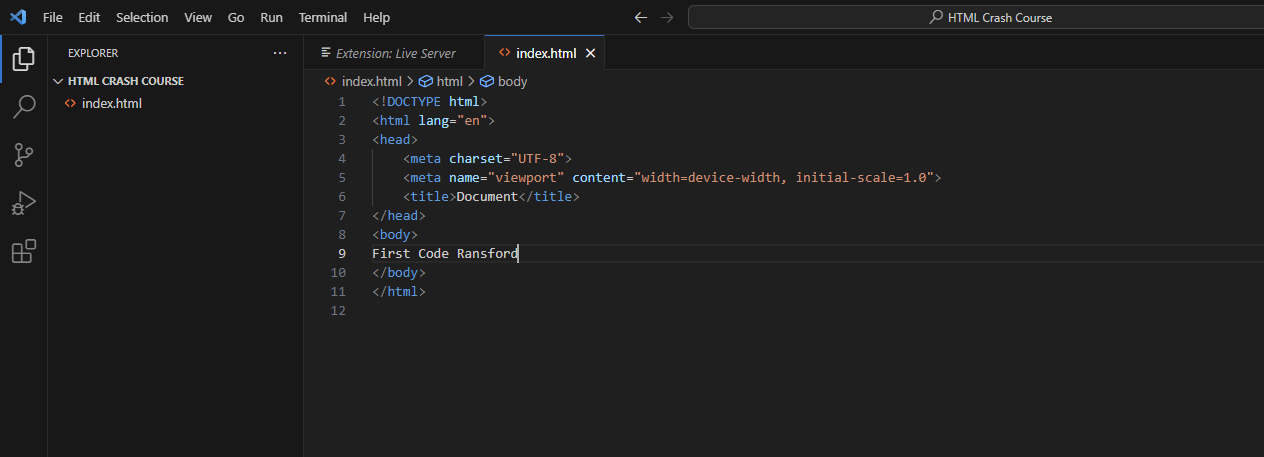 File Edit Selection View Go Run Terminal Help HTML Crash Course
EXPLORER
HTML CRASH COURSE
index.html
Extension: Live Server index.html
index.html > html > body
1 <!DOCTYPE html>
2 <html lang="en">
3 <head>
4     <meta charset="UTF-8">
5     <meta name="viewport" content="width=device-width, initial-scale=1.0">
6     <title>Document</title>
7 </head>
8 <body>
9 First Code Ransford
10 </body>
11 </html>
12